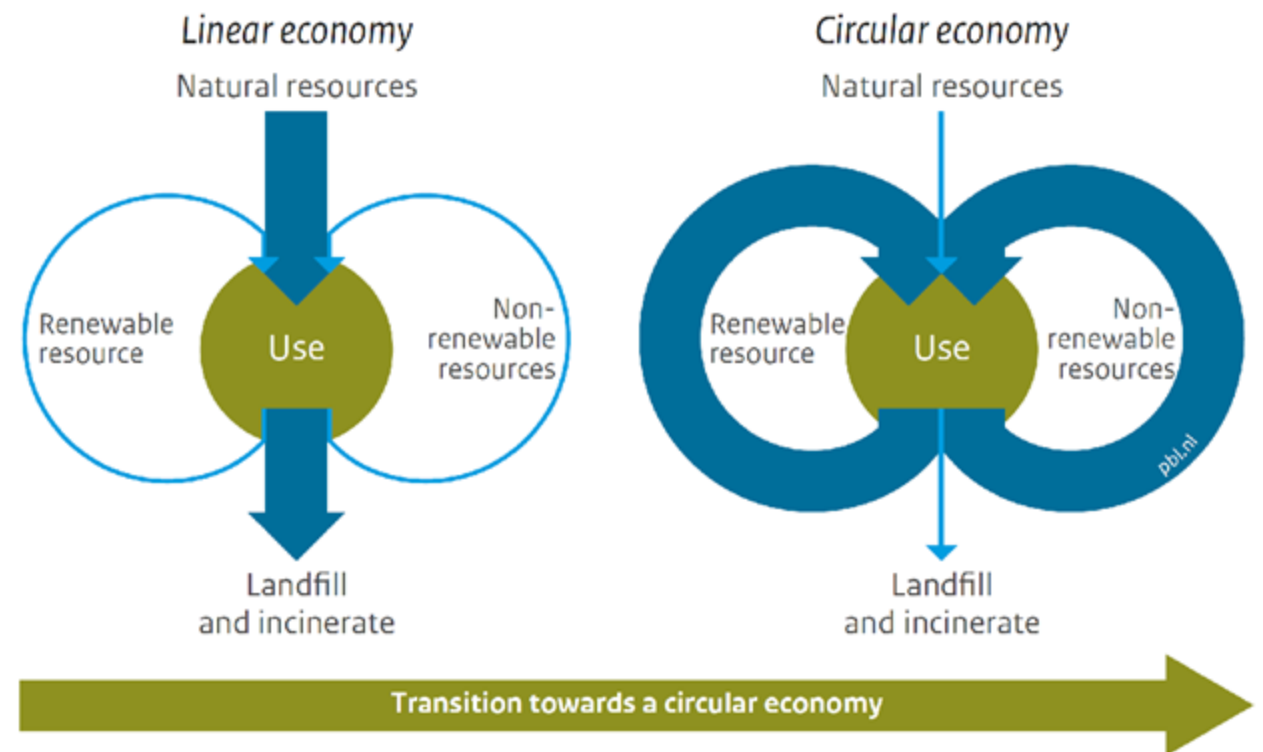 Linear economy
Natural resources
Renewable
resource
Use
Non-
renewable
resources
Landfill
and incinerate
Circular economy
Natural resources
Renewable
resource
Use
Non-
renewable
resources
pbl.nl
Landfill
and incinerate
Transition towards a circular economy